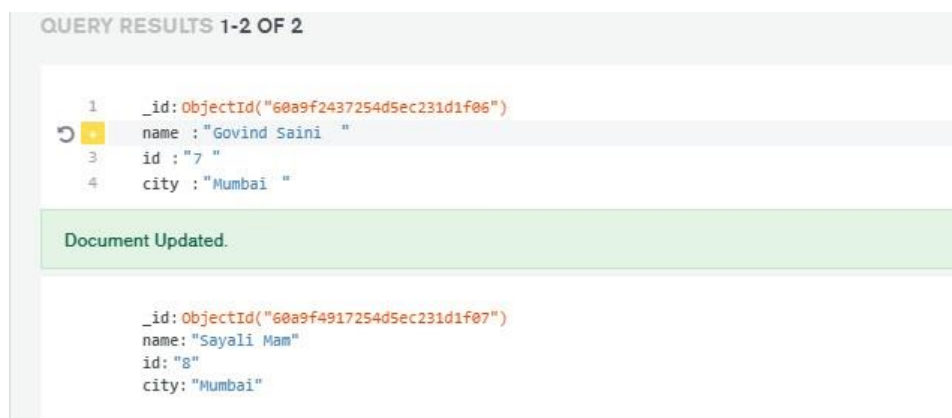 QUERY RESULTS 1-2 OF 2
1 _id: ObjectId("60a9f2437254d5ec231d1f06")
+ name : "Govind Saini  "
3 id : "7 "
4 city : "Mumbai  "
Document Updated.
_id: ObjectId("60a9f4917254d5ec231d1f07")
name: "Sayali Mam"
id: "8"
city: "Mumbai"